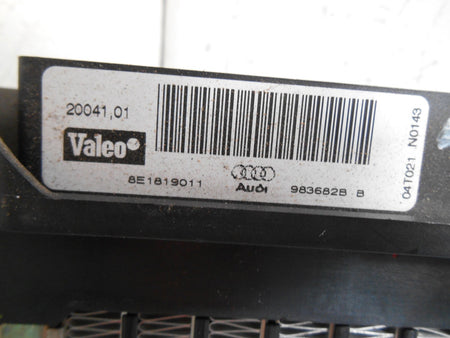 20041,01
Valeo
8E1819011
Audi
983682B B
04T021 N0143